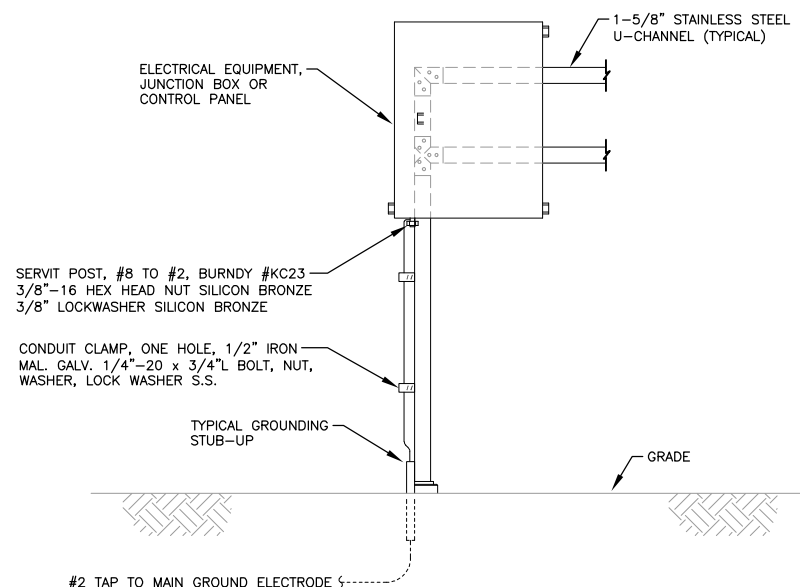 1-5/8" STAINLESS STEEL
U-CHANNEL (TYPICAL)
ELECTRICAL EQUIPMENT,
JUNCTION BOX OR
CONTROL PANEL
SERVIT POST, #8 TO #2, BURNDY #KC23
3/8"-16 HEX HEAD NUT SILICON BRONZE
3/8" LOCKWASHER SILICON BRONZE
CONDUIT CLAMP, ONE HOLE, 1/2" IRON
MAL. GALV. 1/4"-20 x 3/4"L BOLT, NUT,
WASHER, LOCK WASHER S.S.
TYPICAL GROUNDING
STUB-UP
GRADE
#2 TAP TO MAIN GROUND ELECTRODE